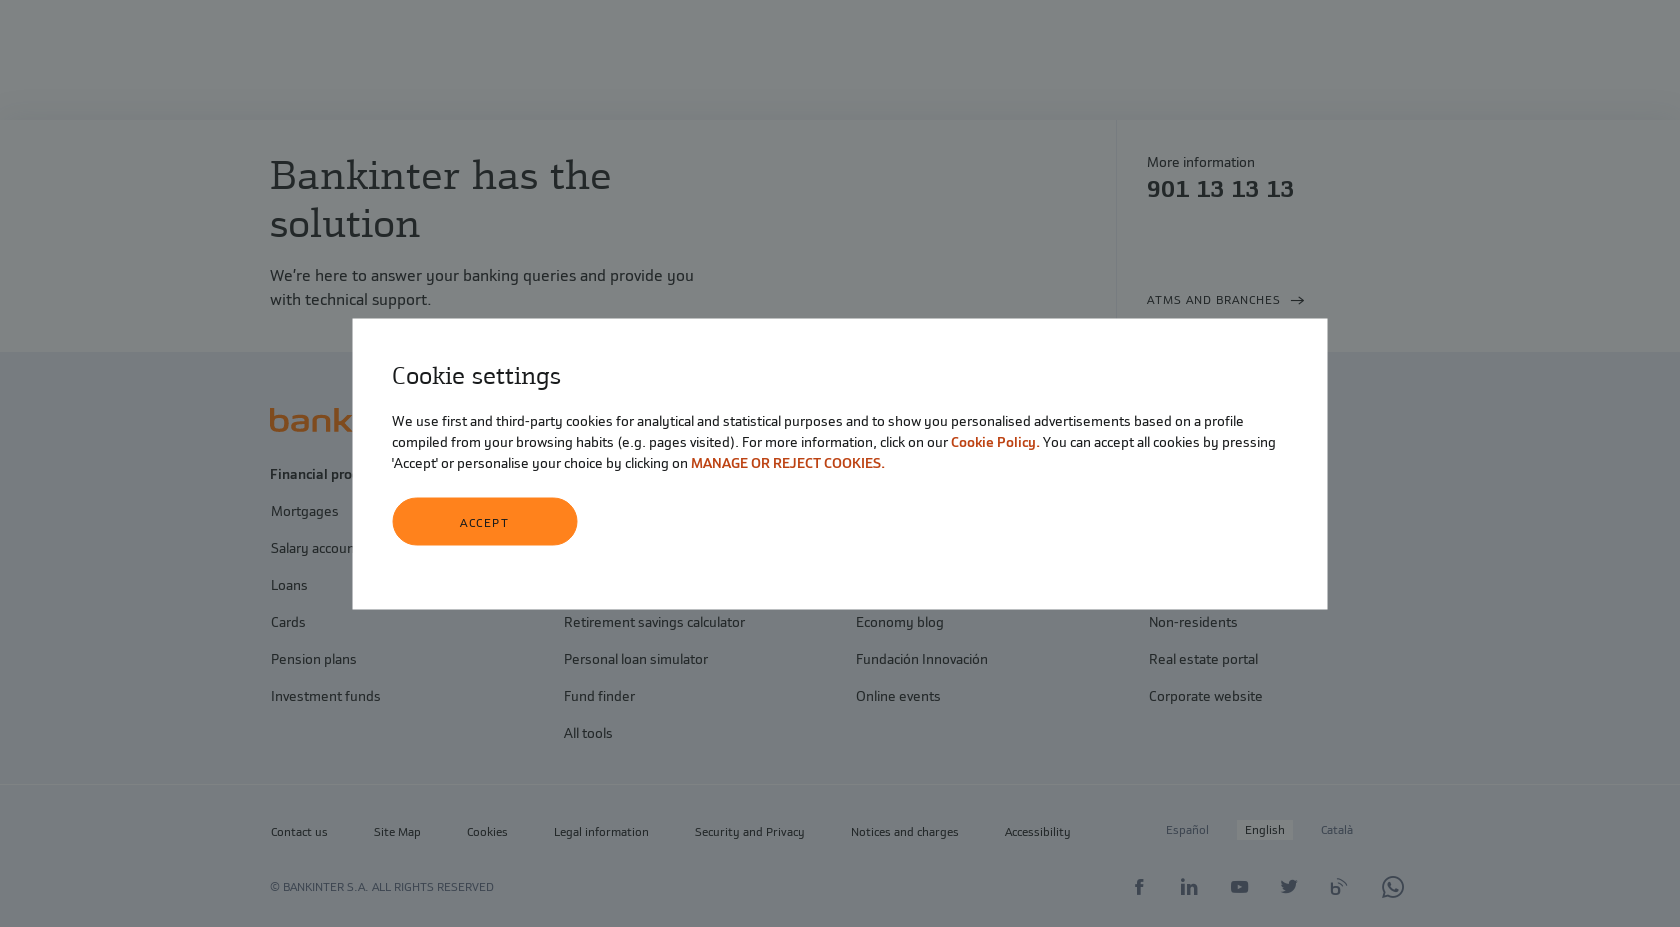 Bankinter has the
solution
We're here to answer your banking queries and provide you
with technical support.
More information
901 13 13 13
ATMS AND BRANCHES
Cookie settings
We use first and third-party cookies for analytical and statistical purposes and to show you personalised advertisements based on a profile
compiled from your browsing habits (e.g. pages visited). For more information, click on our Cookie Policy. You can accept all cookies by pressing
'Accept' or personalise your choice by clicking on MANAGE OR REJECT COOKIES.
ACCEPT
Financial
Mortgages
Salary
Loans
Cards
Pension plans
Investment funds
Retirement savings calculator
Personal loan simulator
Fund finder
All tools
Economy blog
Fundación Innovación
Online events
Non-residents
Real estate portal
Corporate website
Contact us
Site Map
Cookies
Legal information
Security and Privacy
Notices and charges
Accessibility
Español
English
Català
© BANKINTER S.A. ALL RIGHTS RESERVED